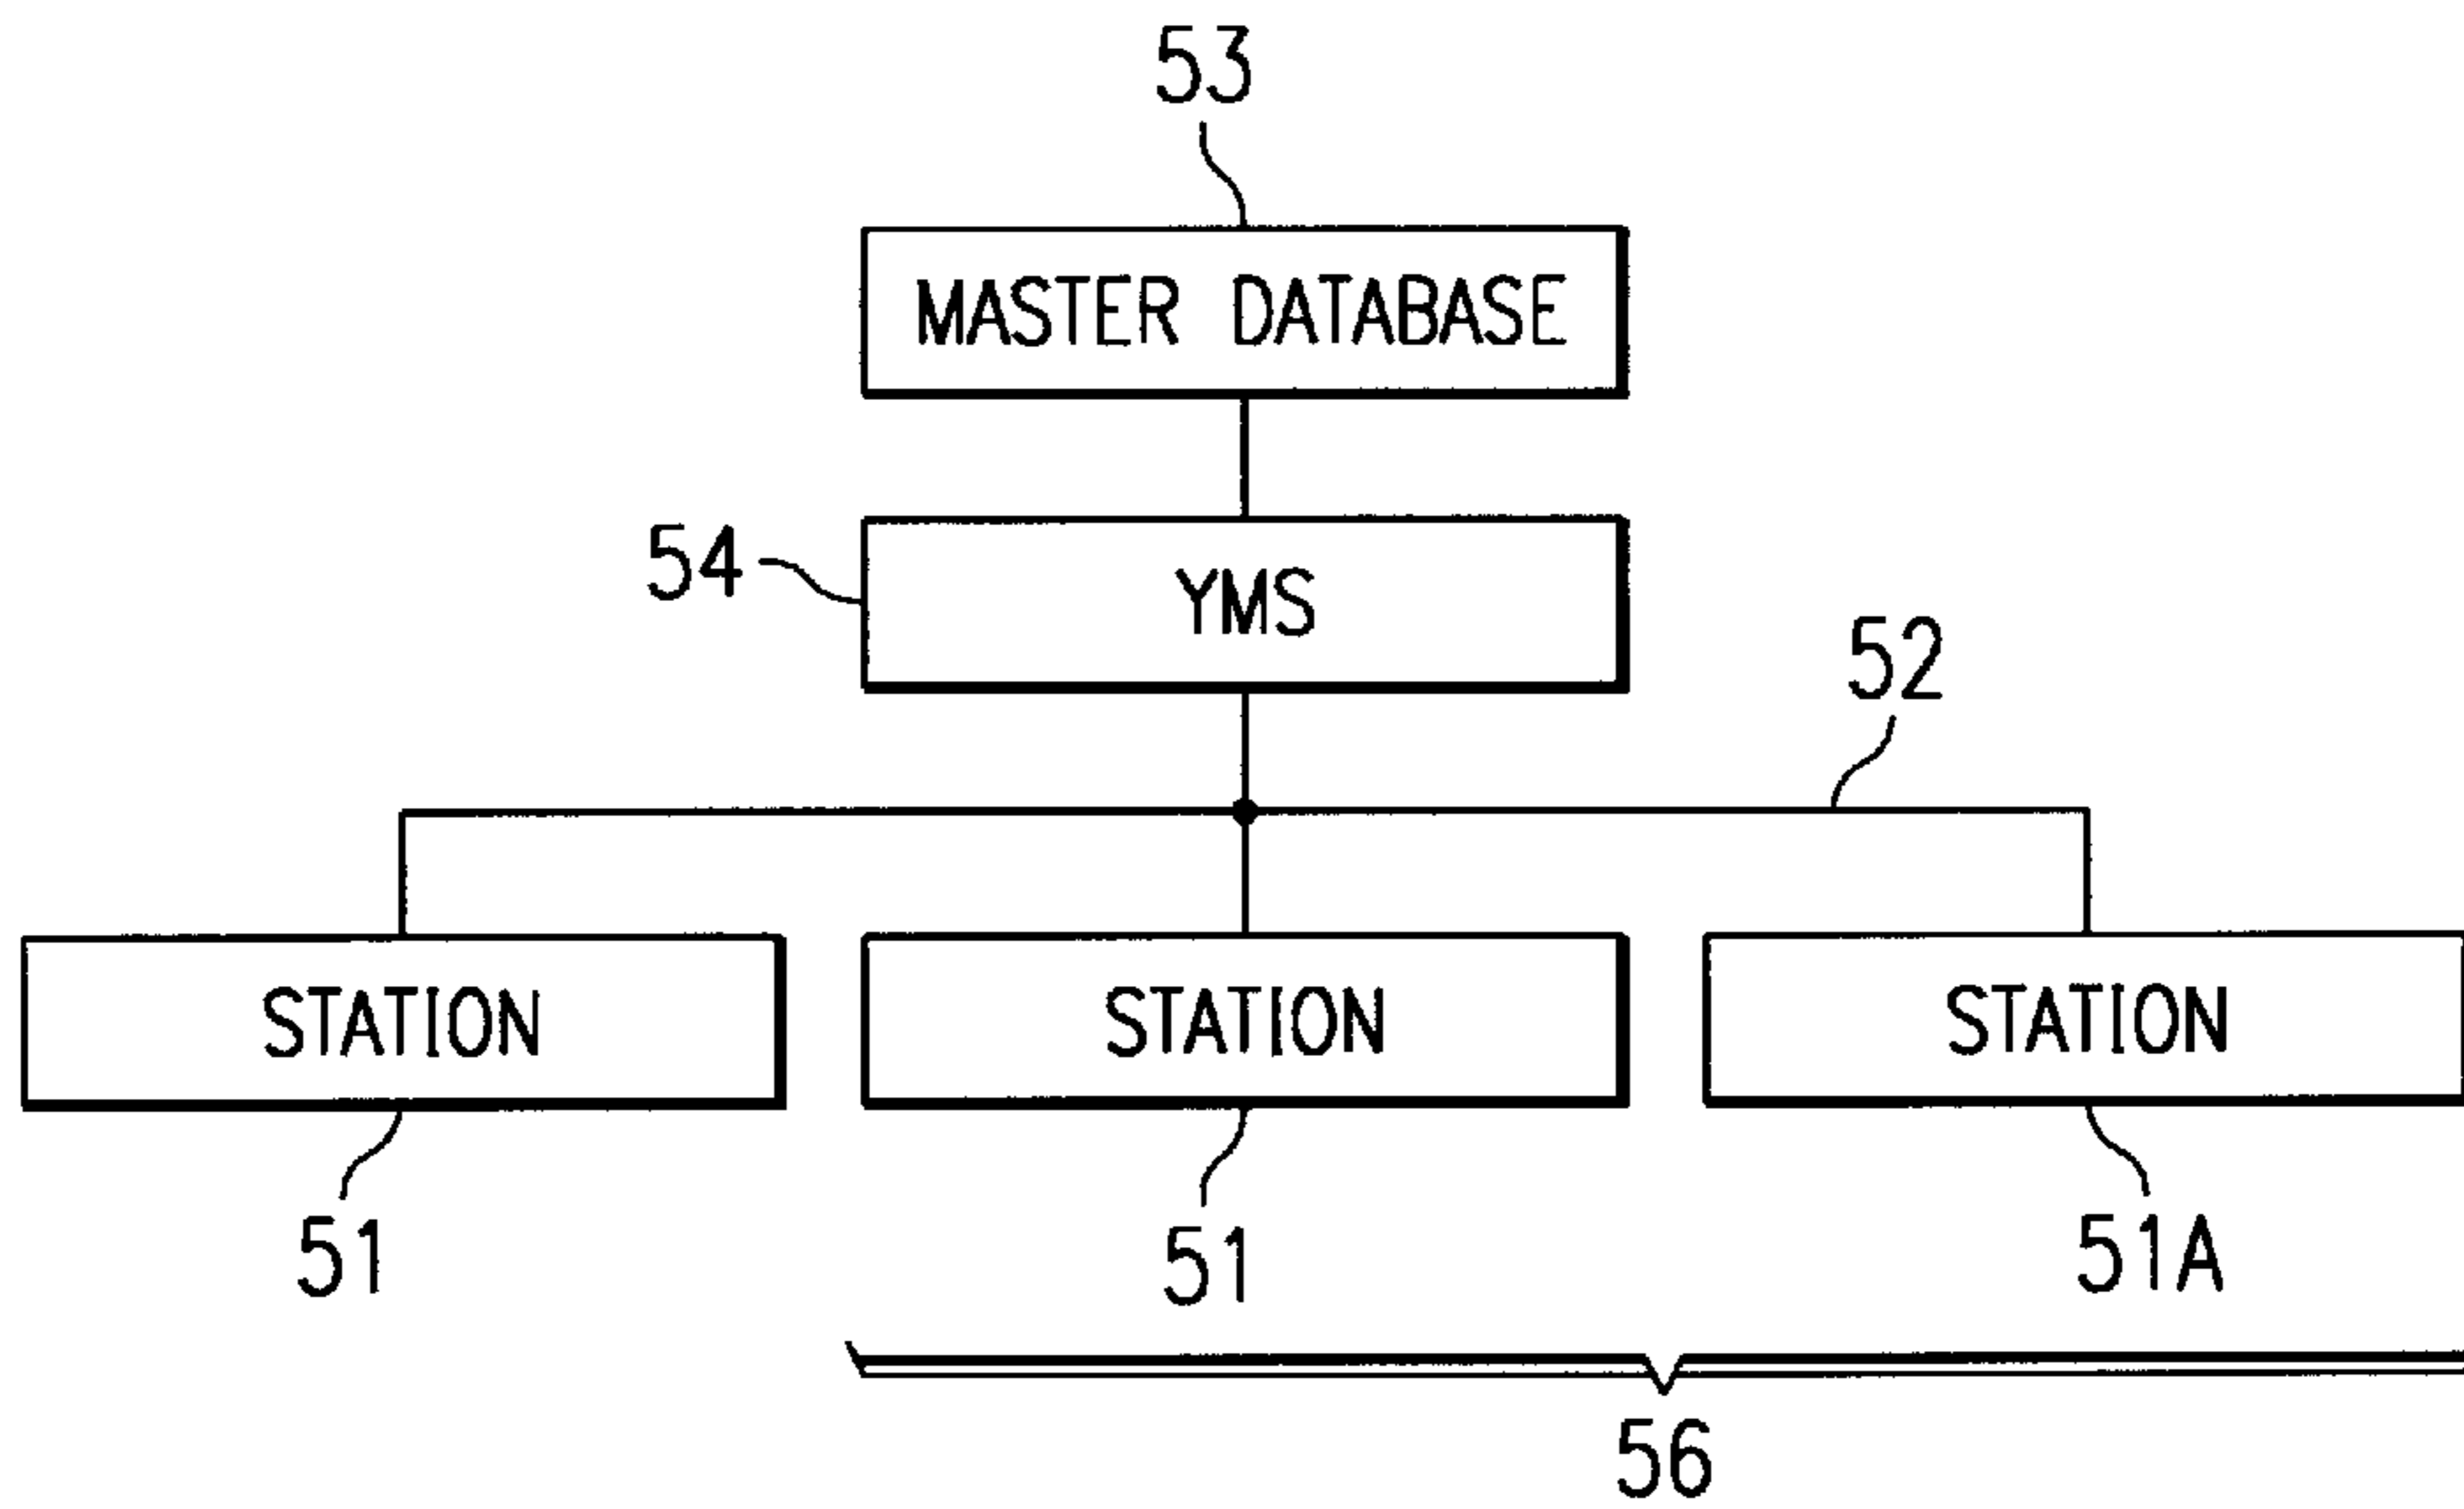 53
MASTER DATABASE
54
YMS
52
STATION
STATION
STATION
51
51
51A
56